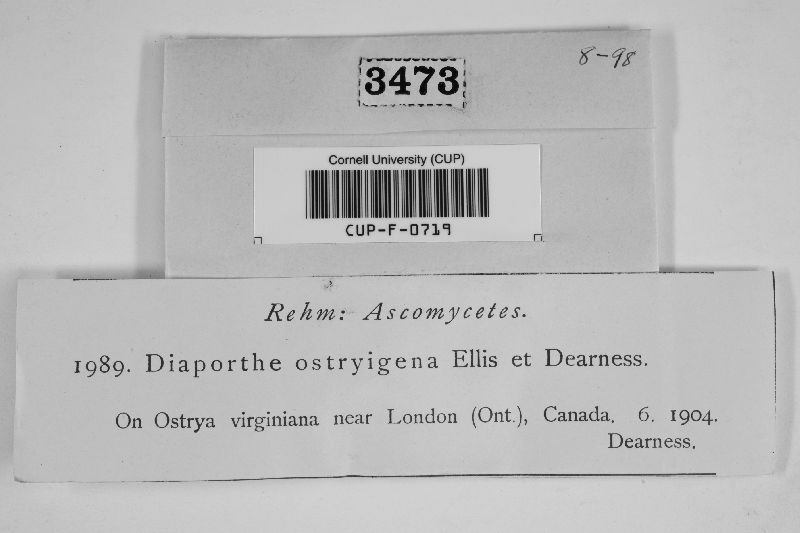 8-98
3473
Cornell University (CUP)
CUP-F-0719
Rehm: Ascomycetes.
1989. Diaporthe ostryigena Ellis et Dearness.
On Ostrya virginiana near London (Ont.), Canada. 6. 1904.
Dearness.